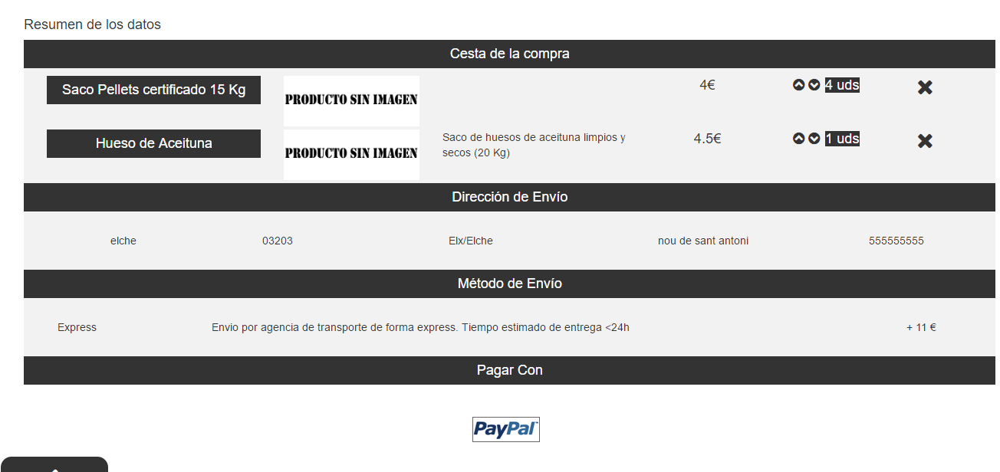 Resumen de los datos
Cesta de la compra
Saco Pellets certificado 15 Kg
PRODUCTO SIN IMAGEN
4€
4 uds
Hueso de Aceituna
PRODUCTO SIN IMAGEN
Saco de huesos de aceituna limpios y
secos (20 Kg)
4.5€
1 uds
Dirección de Envío
elche 03203 Elx/Elche nou de sant antoni 555555555
Método de Envío
Express Envio por agencia de transporte de forma express. Tiempo estimado de entrega <24h + 11 €
Pagar Con
PayPal